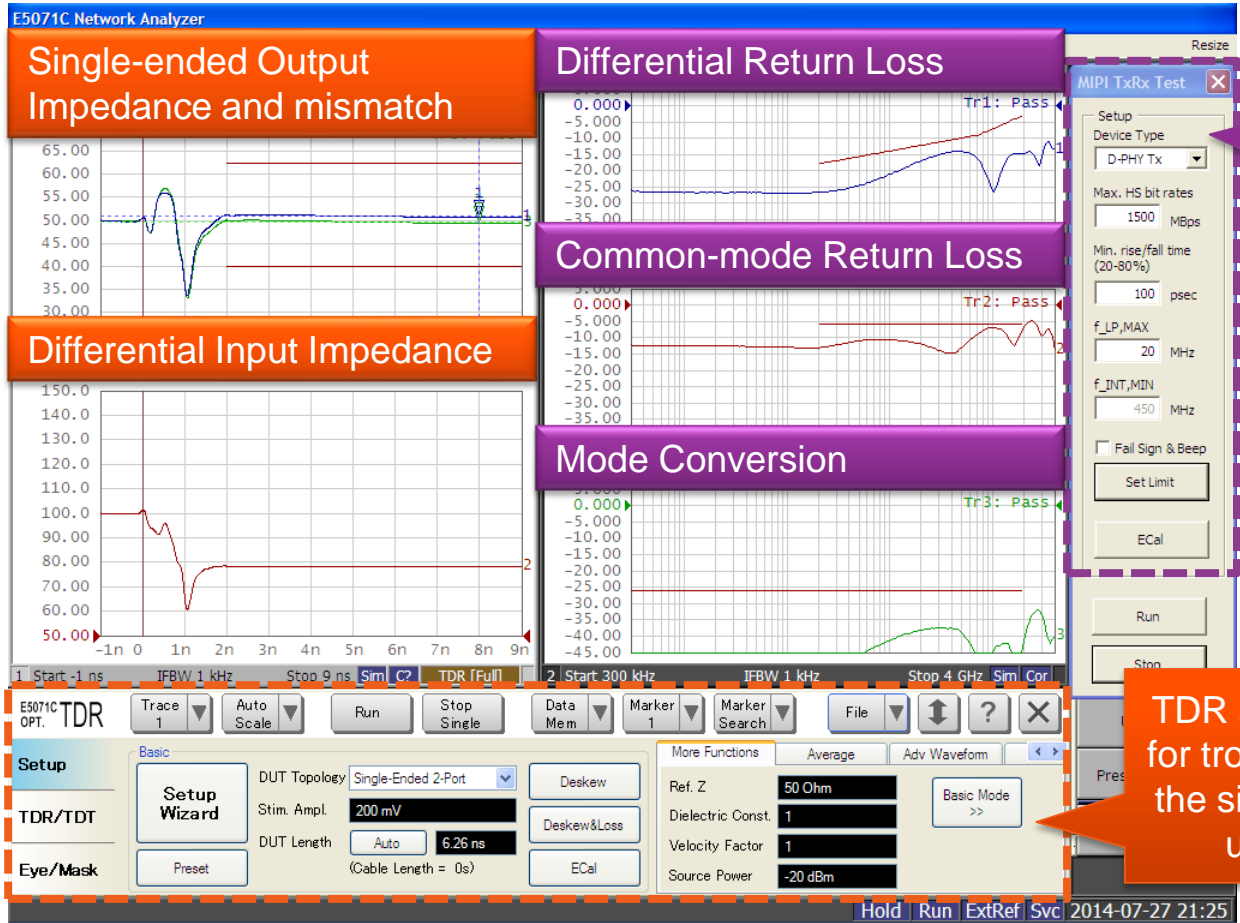 E5071C Network Analyzer
Resize
Single-ended Output
Impedance and mismatch
65.00
60.00
55.00
50.00
45.00
40.00
35.00
30.00
1
3
Differential Input Impedance
150.0
140.0
130.0
120.0
110.0
100.0
90.00
80.00
70.00
60.00
50.00
2
-1n 0 1n 2n 3n 4n 5n 6n 7n 8n 9n
1 Start -1 ns IFBW 1 kHz Stop 9 ns Sim C? TDR [Full]
Differential Return Loss
0.000
Tr1: Pass
-5.000
-10.00
-15.00
-20.00
-25.00
-30.00
-35.00
1
Common-mode Return Loss
5.000
0.000
Tr2: Pass
-5.000
-10.00
-15.00
-20.00
-25.00
-30.00
-35.00
2
Mode Conversion
5.000
0.000
Tr3: Pass
-5.000
-10.00
-15.00
-20.00
-25.00
-30.00
-35.00
-40.00
-45.00
3
2 Start 300 kHz IFBW 1 kHz Stop 4 GHz Sim Cor
MIPI TxRx Test
Setup
Device Type
D-PHY Tx
Max. HS bit rates
1500 MBps
Min. rise/fall time
(20-80%)
100 psec
f_LP,MAX
20 MHz
f_INT,MIN
450 MHz
Fail Sign & Beep
Set Limit
ECal
Run
Stop
E5071C
OPT. TDR
Trace
1
Auto
Scale
Run
Stop
Single
Data
Mem
Marker
1
Marker
Search
File
?
Setup
TDR/TDT
Eye/Mask
Basic
Setup
Wizard
Preset
DUT Topology Single-Ended 2-Port
Stim. Ampl. 200 mV
DUT Length Auto 6.26 ns
(Cable Length = 0s)
Deskew
Deskew&Loss
ECal
More Functions
Average
Adv Waveform
Ref. Z 50 Ohm
Dielectric Const. 1
Velocity Factor 1
Source Power -20 dBm
Basic Mode
>>
TDR
for tro
the si
u
Pres
Hold Run ExtRef Svc 2014-07-27 21:25